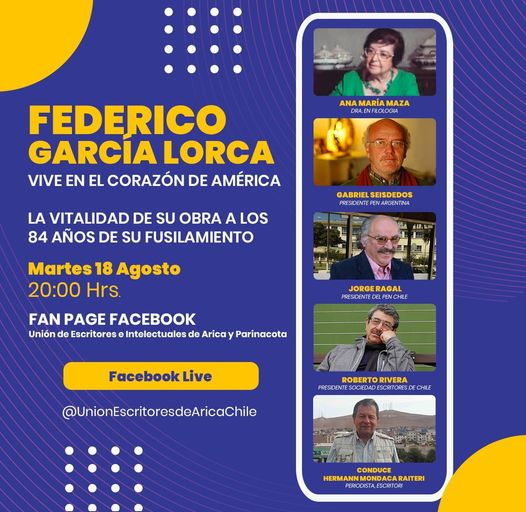 FEDERICO
GARCÍA LORCA
VIVE EN EL CORAZÓN DE AMÉRICA
LA VITALIDAD DE SU OBRA A LOS
84 AÑOS DE SU FUSILAMIENTO
Martes 18 Agosto
20:00 Hrs.
FAN PAGE FACEBOOK
Unión de Escritores e Intelectuales de Arica y Parinacota
Facebook Live
@UnionEscritoresdeAricaChile
ANA MARÍA MAZA
DRA. EN FILOLOGIA
GABRIEL SEISDEDOS
PRESIDENTE PEN ARGENTINA
JORGE RAGAL
PRESIDENTE DEL PEN CHILE
ROBERTO RIVERA
PRESIDENTE SOCIEDAD ESCRITORES DE CHILE
CONDUCE
HERMANN MONDACA RAITERI
PERIODISTA, ESCRITORI